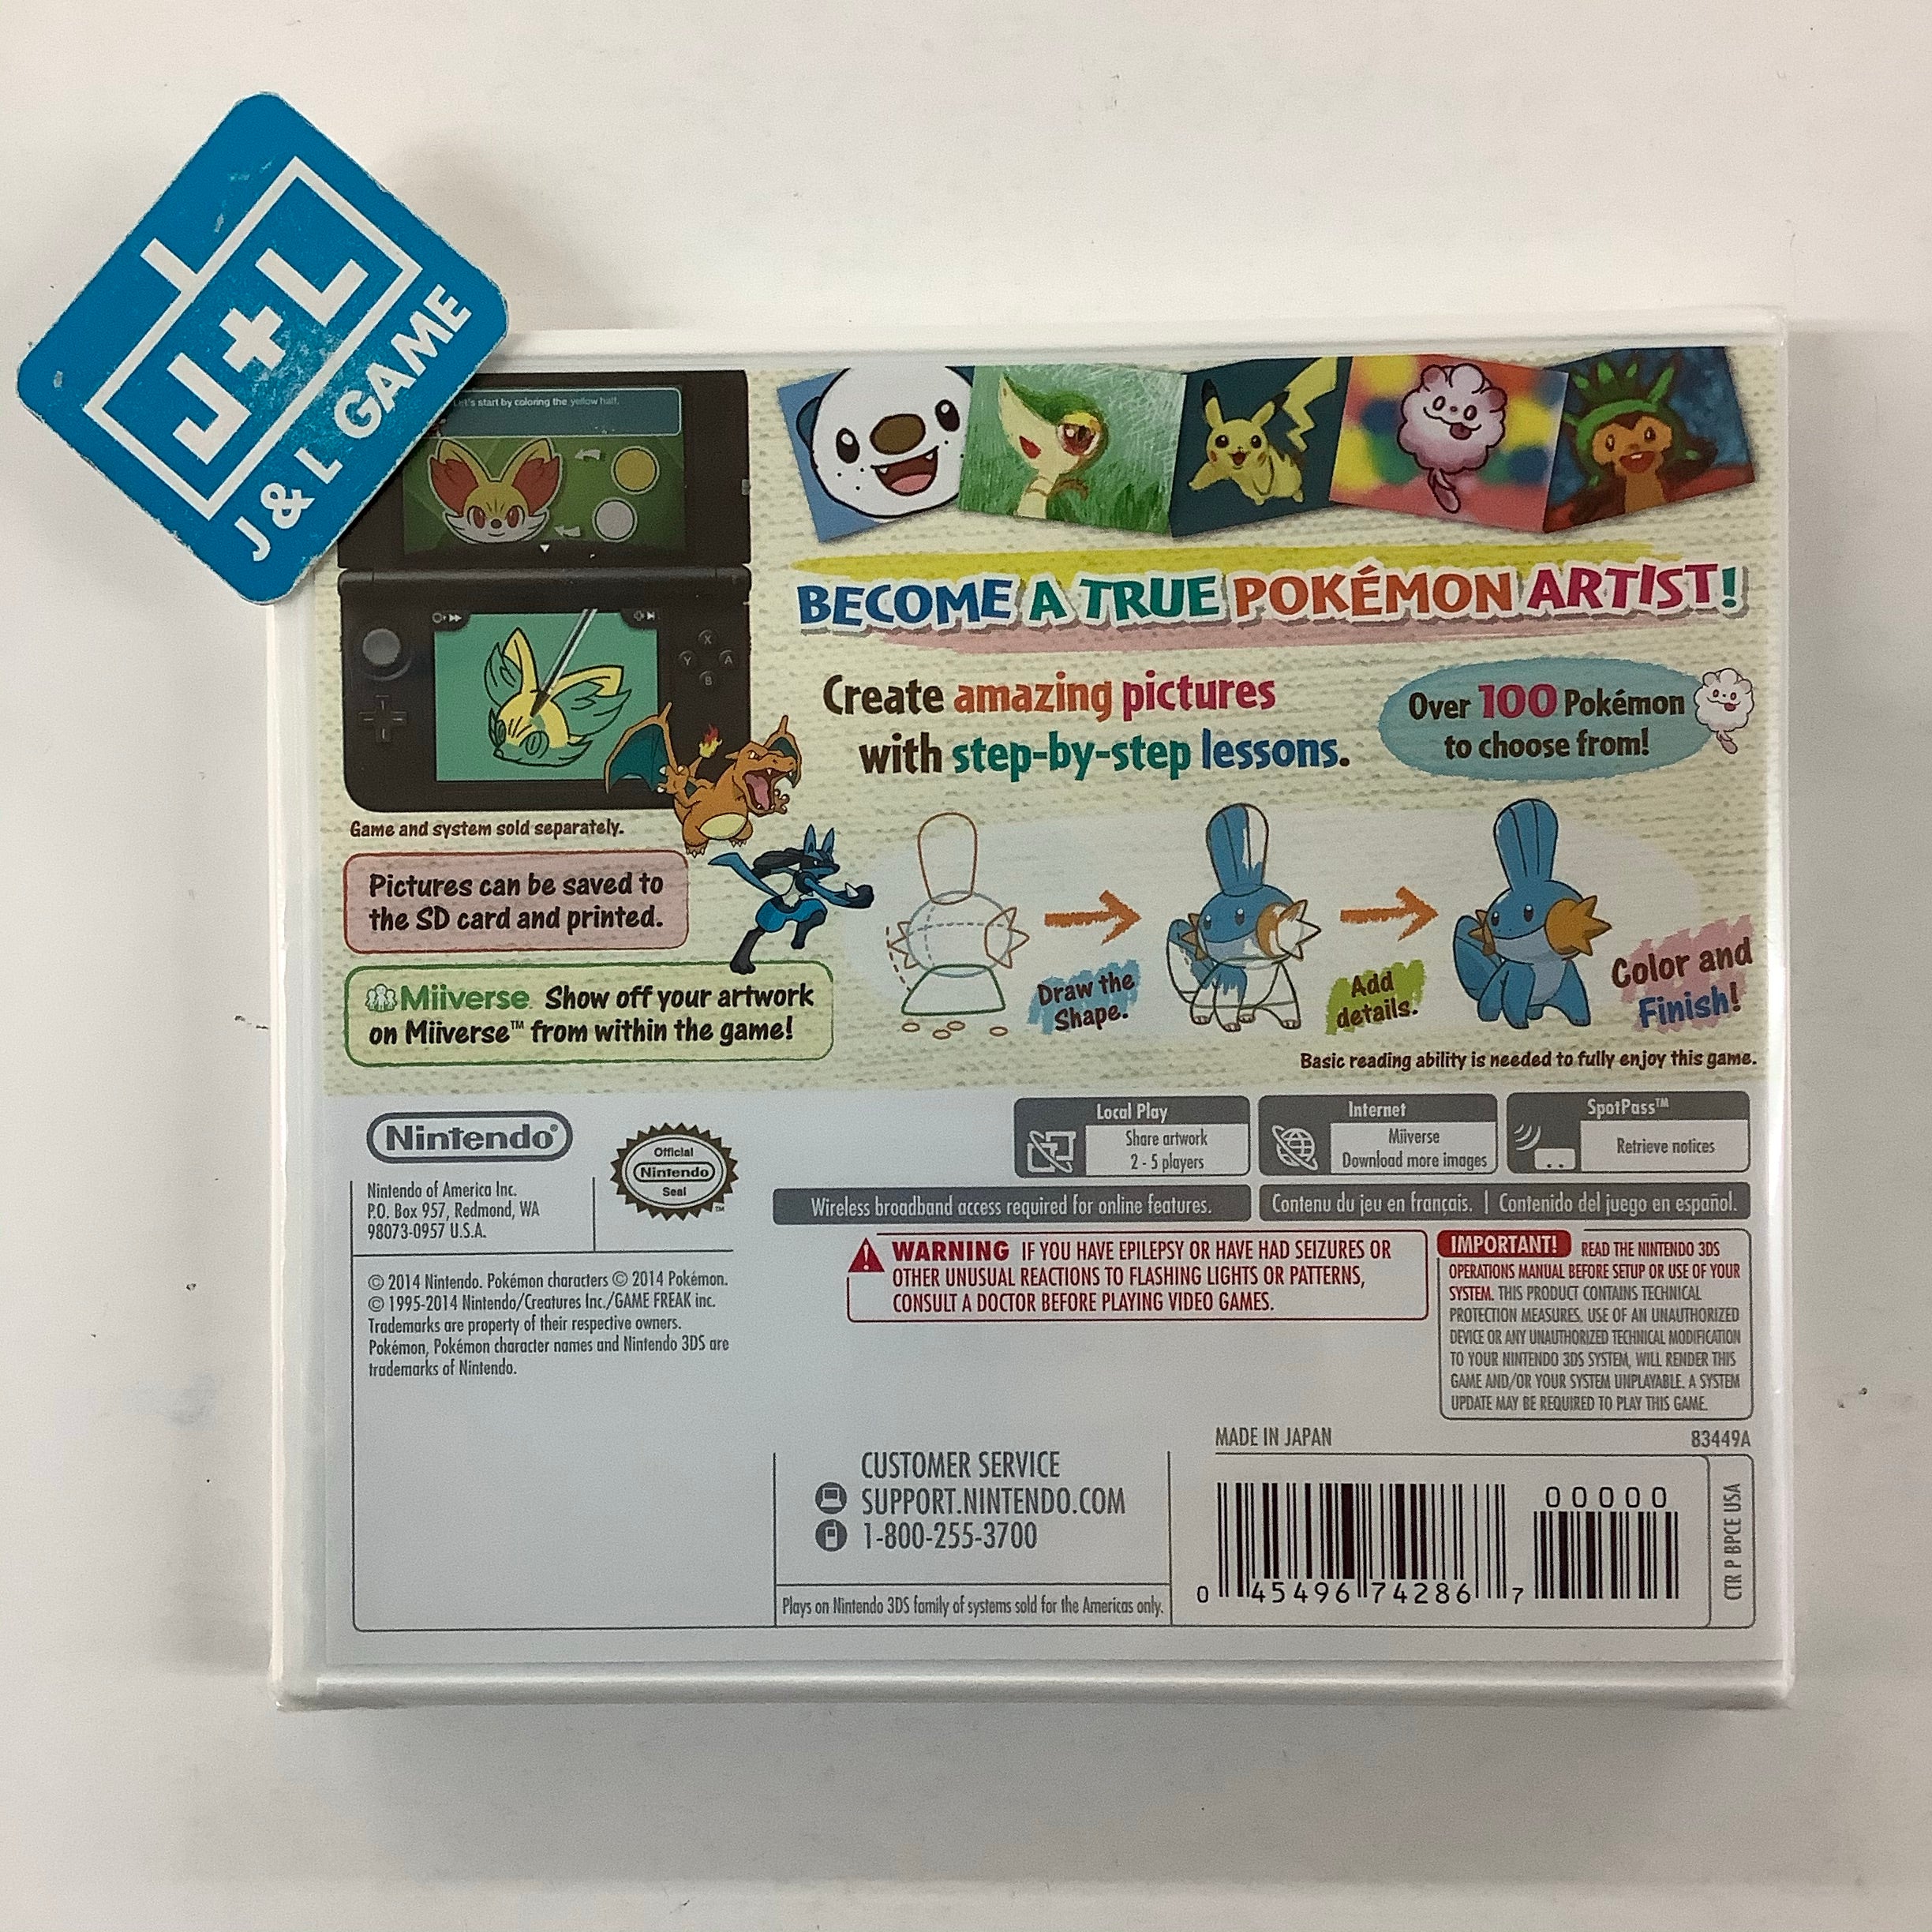 J+L
J & L GAME
Let's start by coloring the yellow half.
X
Y
A
B
BECOME A TRUE POKÉMON ARTIST!
Create amazing pictures
with step-by-step lessons.
Over 100 Pokémon
to choose from!
Game and system sold separately.
Pictures can be saved to
the SD card and printed.
Miiverse. Show off your artwork
on Miiverse™ from within the game!
Draw the
Shape.
Add
details.
Color and
Finish!
Basic reading ability is needed to fully enjoy this game.
Nintendo®
Official
Nintendo
Seal
™
Nintendo of America Inc.
P.O. Box 957, Redmond, WA
98073-0957 U.S.A.
Local Play
Share artwork
2 - 5 players
Internet
Miiverse
Download more images
SpotPass™
Retrieve notices
Wireless broadband access required for online features.
Contenu du jeu en français. | Contenido del juego en español.
© 2014 Nintendo. Pokémon characters © 2014 Pokémon.
© 1995-2014 Nintendo/Creatures Inc./GAME FREAK inc.
Trademarks are property of their respective owners.
Pokémon, Pokémon character names and Nintendo 3DS are
trademarks of Nintendo.
WARNING IF YOU HAVE EPILEPSY OR HAVE HAD SEIZURES OR
OTHER UNUSUAL REACTIONS TO FLASHING LIGHTS OR PATTERNS,
CONSULT A DOCTOR BEFORE PLAYING VIDEO GAMES.
IMPORTANT! READ THE NINTENDO 3DS
OPERATIONS MANUAL BEFORE SETUP OR USE OF YOUR
SYSTEM. THIS PRODUCT CONTAINS TECHNICAL
PROTECTION MEASURES. USE OF AN UNAUTHORIZED
DEVICE OR ANY UNAUTHORIZED TECHNICAL MODIFICATION
TO YOUR NINTENDO 3DS SYSTEM, WILL RENDER THIS
GAME AND/OR YOUR SYSTEM UNPLAYABLE. A SYSTEM
UPDATE MAY BE REQUIRED TO PLAY THIS GAME.
MADE IN JAPAN
83449A
CUSTOMER SERVICE
SUPPORT.NINTENDO.COM
1-800-255-3700
Plays on Nintendo 3DS family of systems sold for the Americas only.
00000
0 45496 74286 7
CTR P BPCE USA